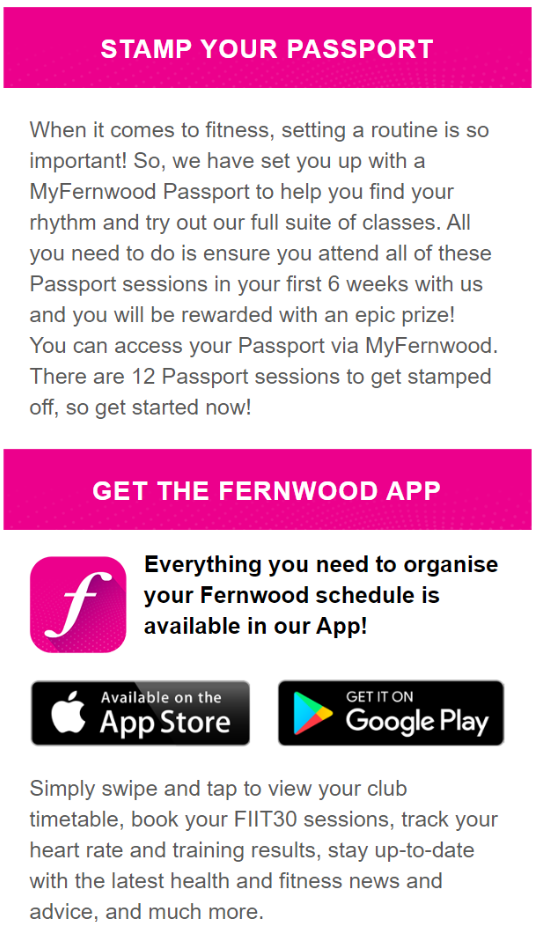 STAMP YOUR PASSPORT
When it comes to fitness, setting a routine is so
important! So, we have set you up with a
MyFernwood Passport to help you find your
rhythm and try out our full suite of classes. All
you need to do is ensure you attend all of these
Passport sessions in your first 6 weeks with us
and you will be rewarded with an epic prize!
You can access your Passport via MyFernwood.
There are 12 Passport sessions to get stamped
off, so get started now!
GET THE FERNWOOD APP
f
Everything you need to organise
your Fernwood schedule is
available in our App!
Available on the
App Store
GET IT ON
Google Play
Simply swipe and tap to view your club
timetable, book your FIIT30 sessions, track your
heart rate and training results, stay up-to-date
with the latest health and fitness news and
advice, and much more.